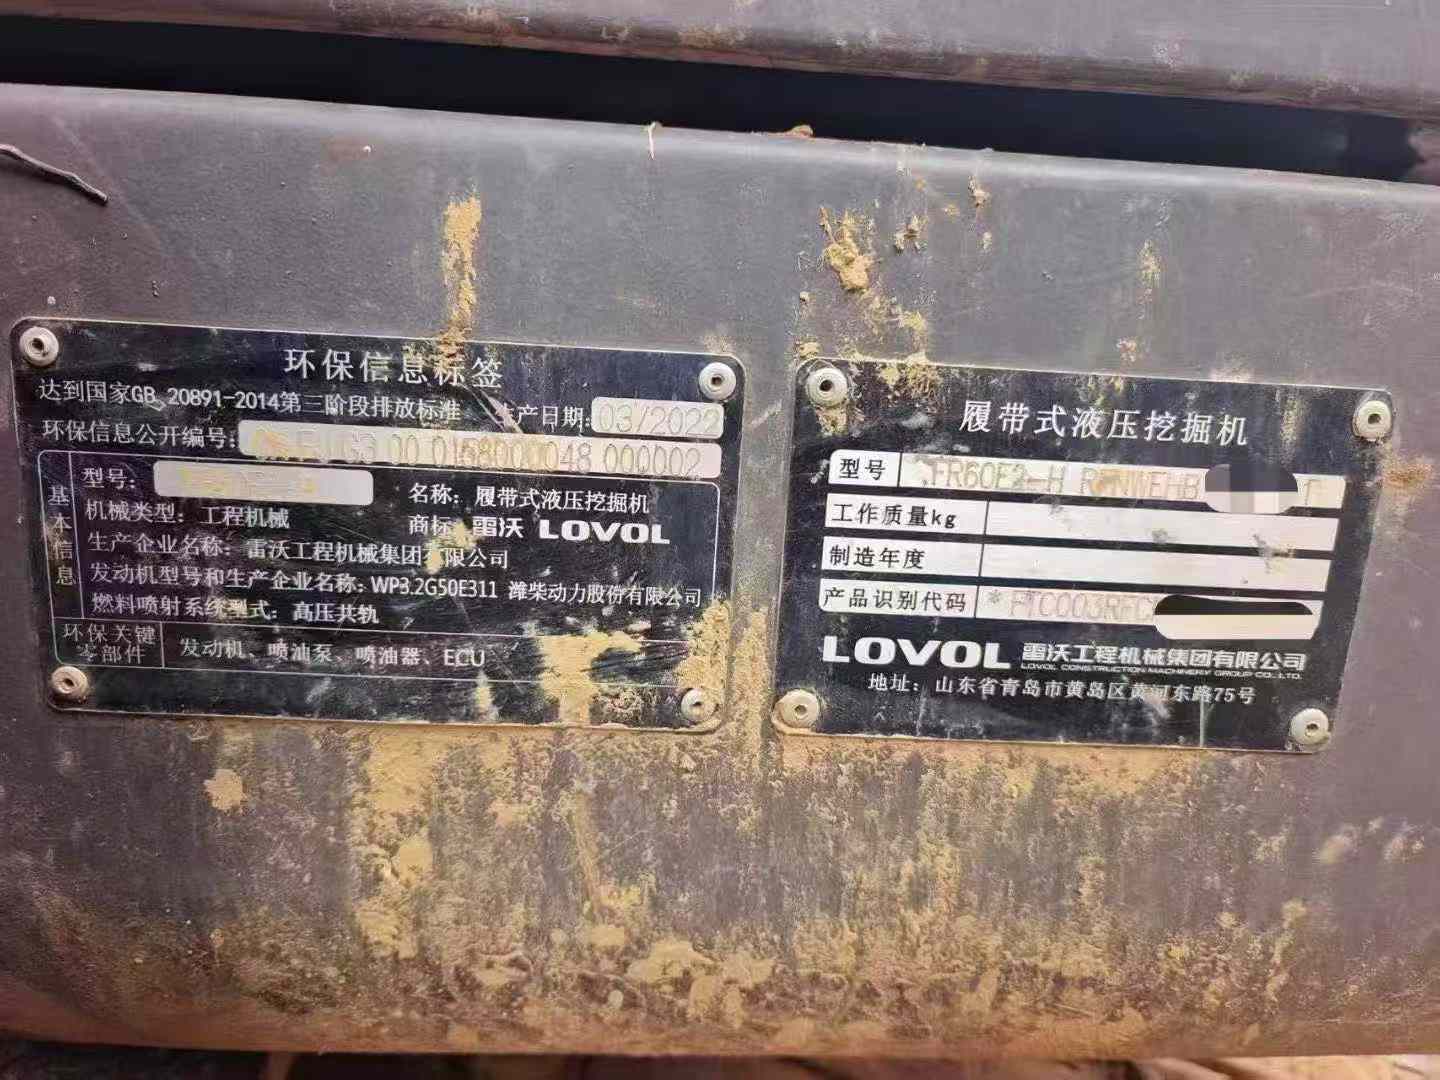 环保信息标签
达到国家GB 20891-2014第三阶段排放标准 生产日期: 03/2022
环保信息公开编号:
基本信息
型号:
名称: 履带式液压挖掘机
机械类型: 工程机械
商标: 雷沃 LOVOL
生产企业名称: 雷沃工程机械集团有限公司
发动机型号和生产企业名称: WP3.2G50E311 潍柴动力股份有限公司
燃料喷射系统型式: 高压共轨
环保关键零部件
发动机、喷油泵、喷油器、ECU
履带式液压挖掘机
型号 FR60E2-H
工作质量kg
制造年度
产品识别代码
LOVOL 雷沃工程机械集团有限公司
LOVOL CONSTRUCTION MACHINERY GROUP CO., LTD.
地址: 山东省青岛市黄岛区黄河东路75号